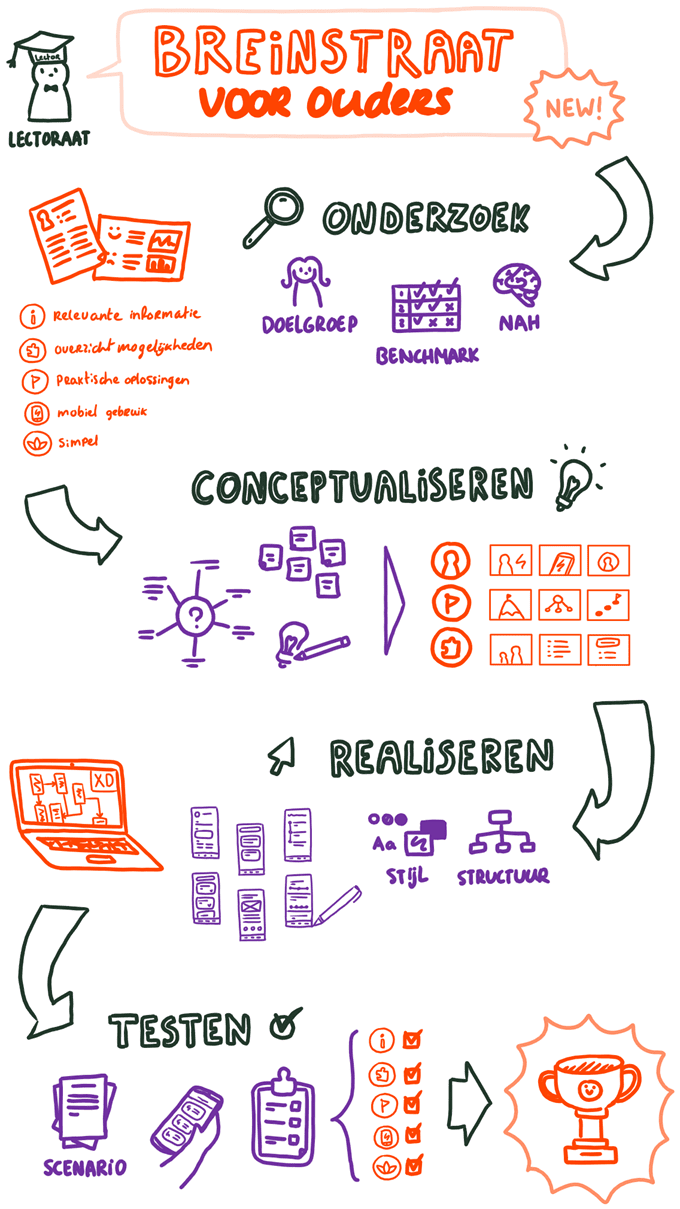 Lector
LECTORAAT
BREINSTRAAT
VOOR OUDERS
NEW!
ONDERZOEK
DOELGROEP
BENCHMARK
NAH
Relevante informatie
overzicht mogelijkheden
praktische oplossingen
mobiel gebruik
simpel
CONCEPTUALISEREN
?
REALISEREN
XD
Aa
STIJL
STRUCTUUR
TESTEN
SCENARIO